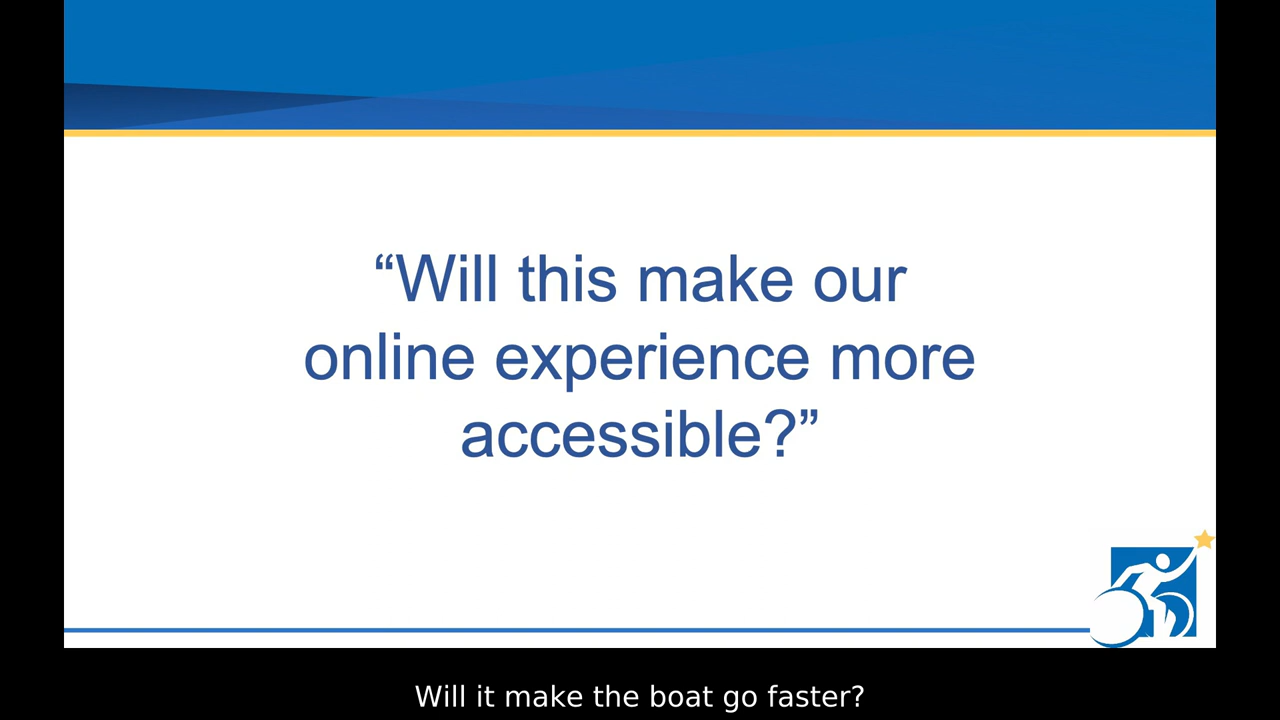 “Will this make our
online experience more
accessible?”
Will it make the boat go faster?